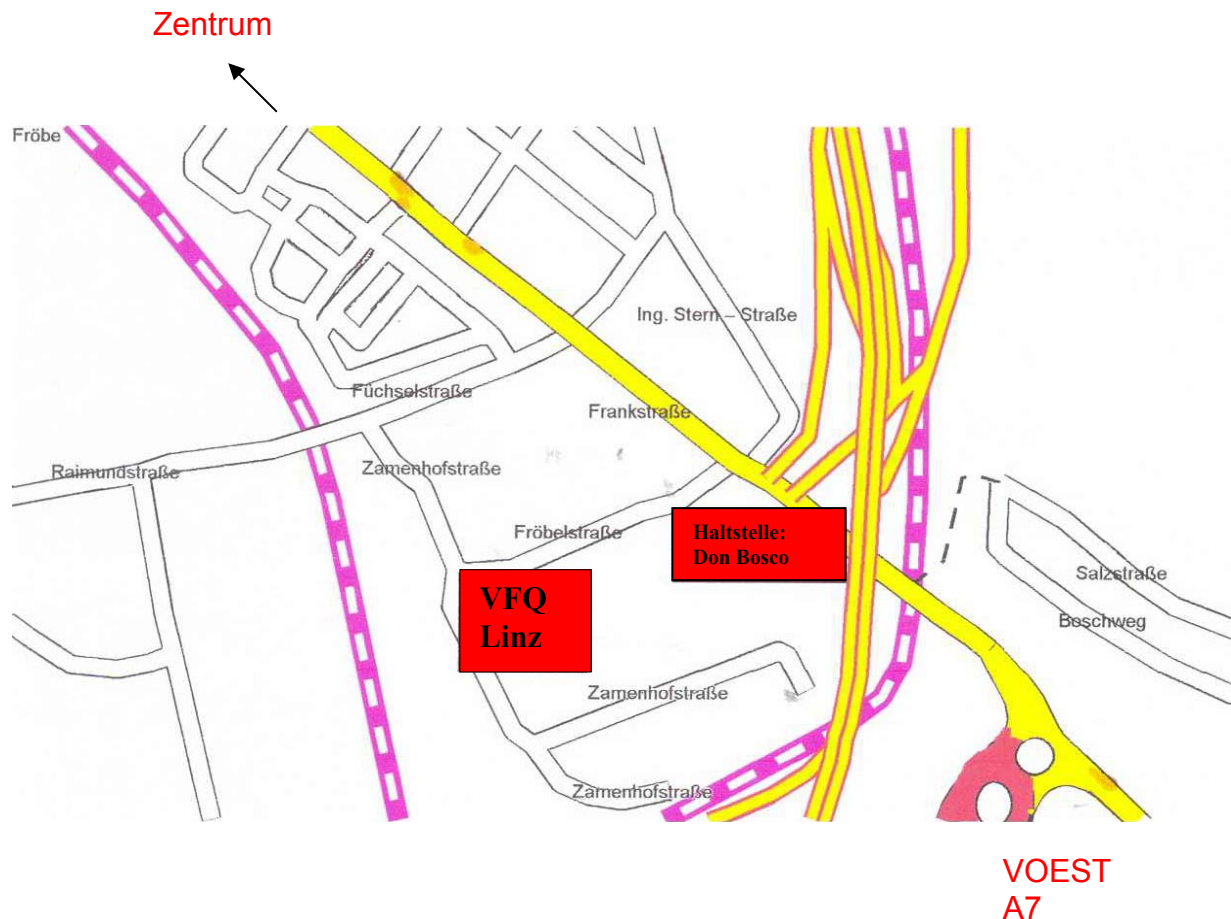 Zentrum
Fröbe
Ing. Stern – Straße
Füchselstraße
Frankstraße
Raimundstraße
Zamenhofstraße
Fröbelstraße
Haltstelle:
Don Bosco
Salzstraße
VFQ
Linz
Boschweg
Zamenhofstraße
Zamenhofstraße
VOEST
A7